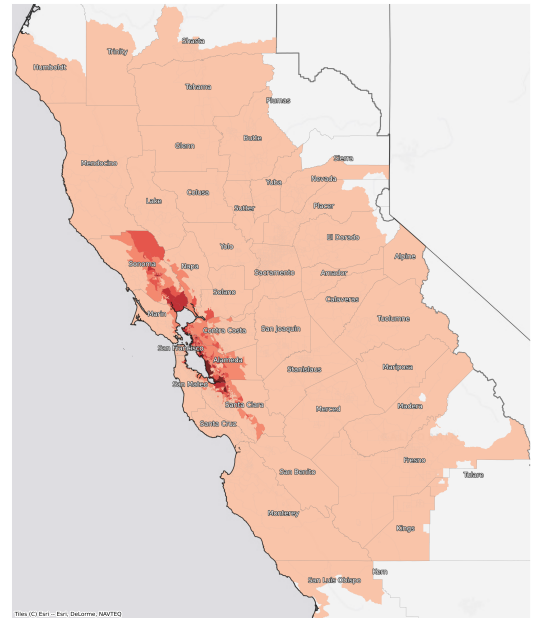 Shasta
Trinity
Humboldt
Tehama
Plumas
Butte
Glenn
Sierra
Mendocino
Nevada
Yuba
Colusa
Lake
Placer
Sutter
El Dorado
Yolo
Alpine
Sonoma
Napa
Sacramento
Amador
Solano
Calaveras
Marin
Tuolumne
Contra Costa
San Joaquin
San Francisco
Alameda
Mariposa
Stanislaus
San Mateo
Santa Clara
Madera
Merced
Santa Cruz
Fresno
San Benito
Tulare
Monterey
Kings
Kern
San Luis Obispo
Tiles (C) Esri -- Esri, DeLorme, NAVTEQ